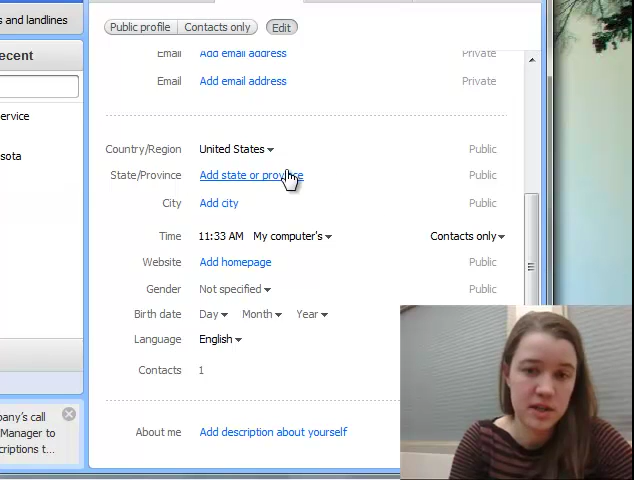 s and landlines
Public profile Contacts only Edit
ecent
Email Add email address Private
Email Add email address Private
ervice
Country/Region United States Public
sota
State/Province Add state or province Public
City Add city Public
Time 11:33 AM My computer's Contacts only
Website Add homepage Public
Gender Not specified Public
Birth date Day Month Year
Language English
Contacts 1
pany's call
Manager to
criptions t...
About me Add description about yourself